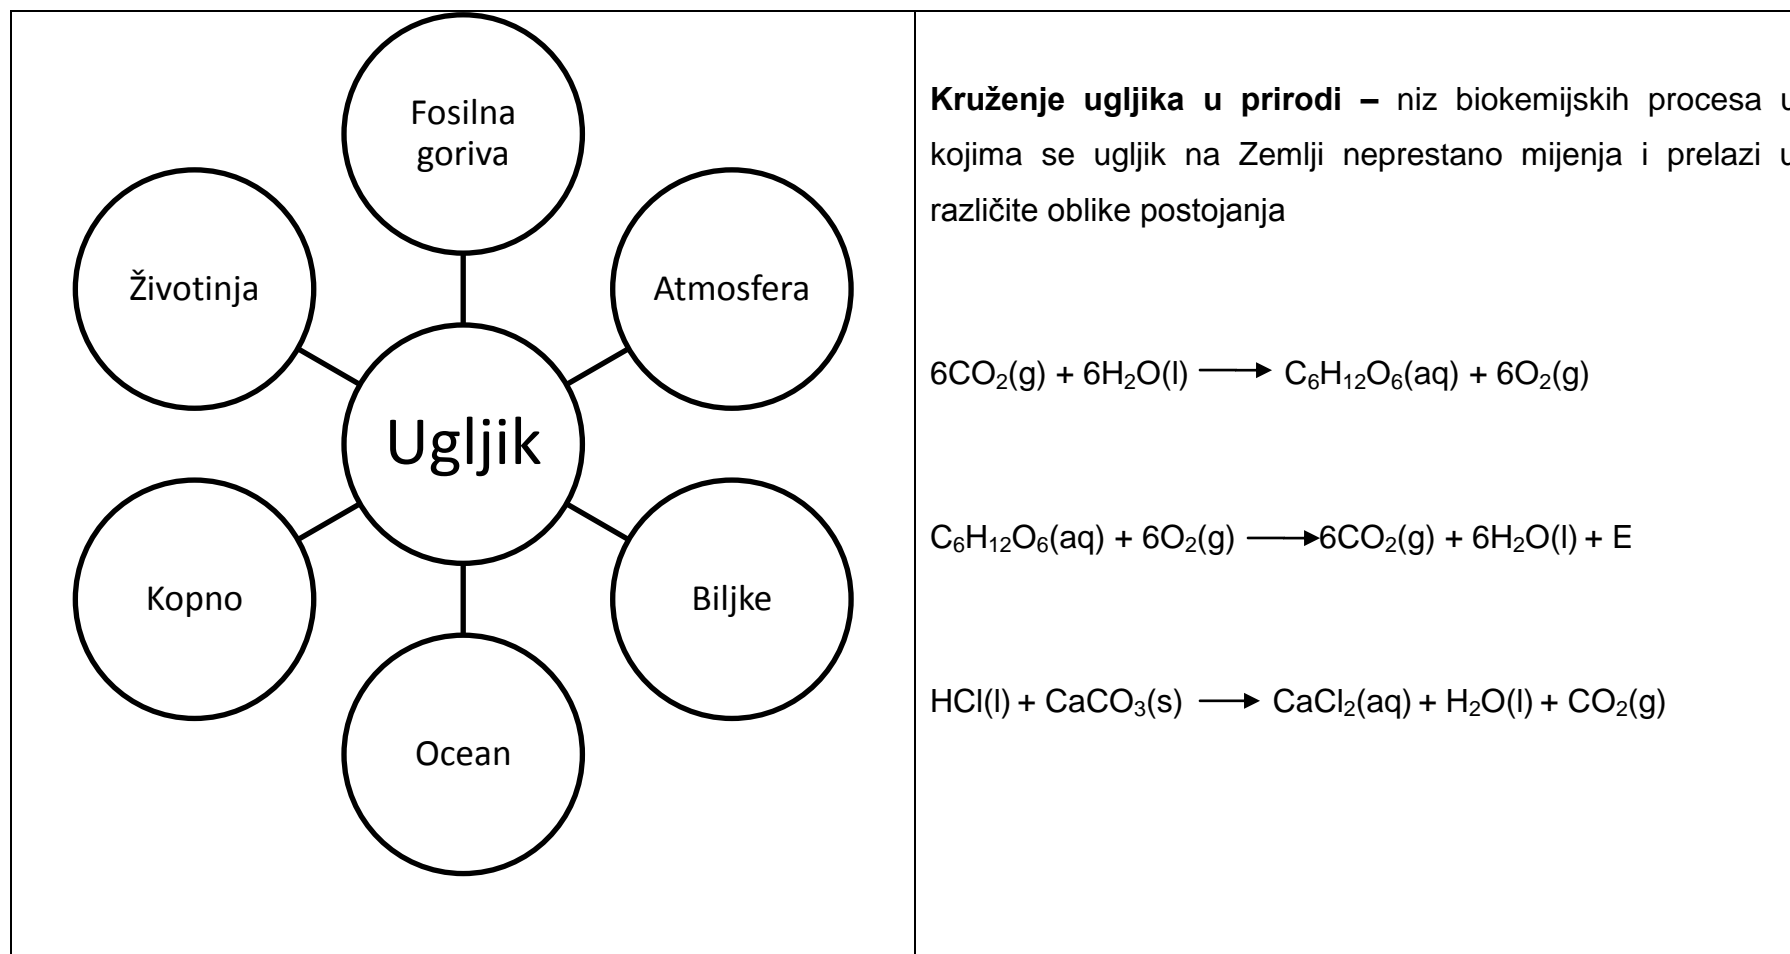 Fosilna
goriva
Atmosfera
Biljke
Ocean
Kopno
Životinja
Ugljik
Kruženje ugljika u prirodi – niz biokemijskih procesa u
kojima se ugljik na Zemlji neprestano mijenja i prelazi u
različite oblike postojanja
6CO₂(g) + 6H₂O(l) ⟶ C₆H₁₂O₆(aq) + 6O₂(g)
C₆H₁₂O₆(aq) + 6O₂(g) ⟶ 6CO₂(g) + 6H₂O(l) + E
HCl(l) + CaCO₃(s) ⟶ CaCl₂(aq) + H₂O(l) + CO₂(g)